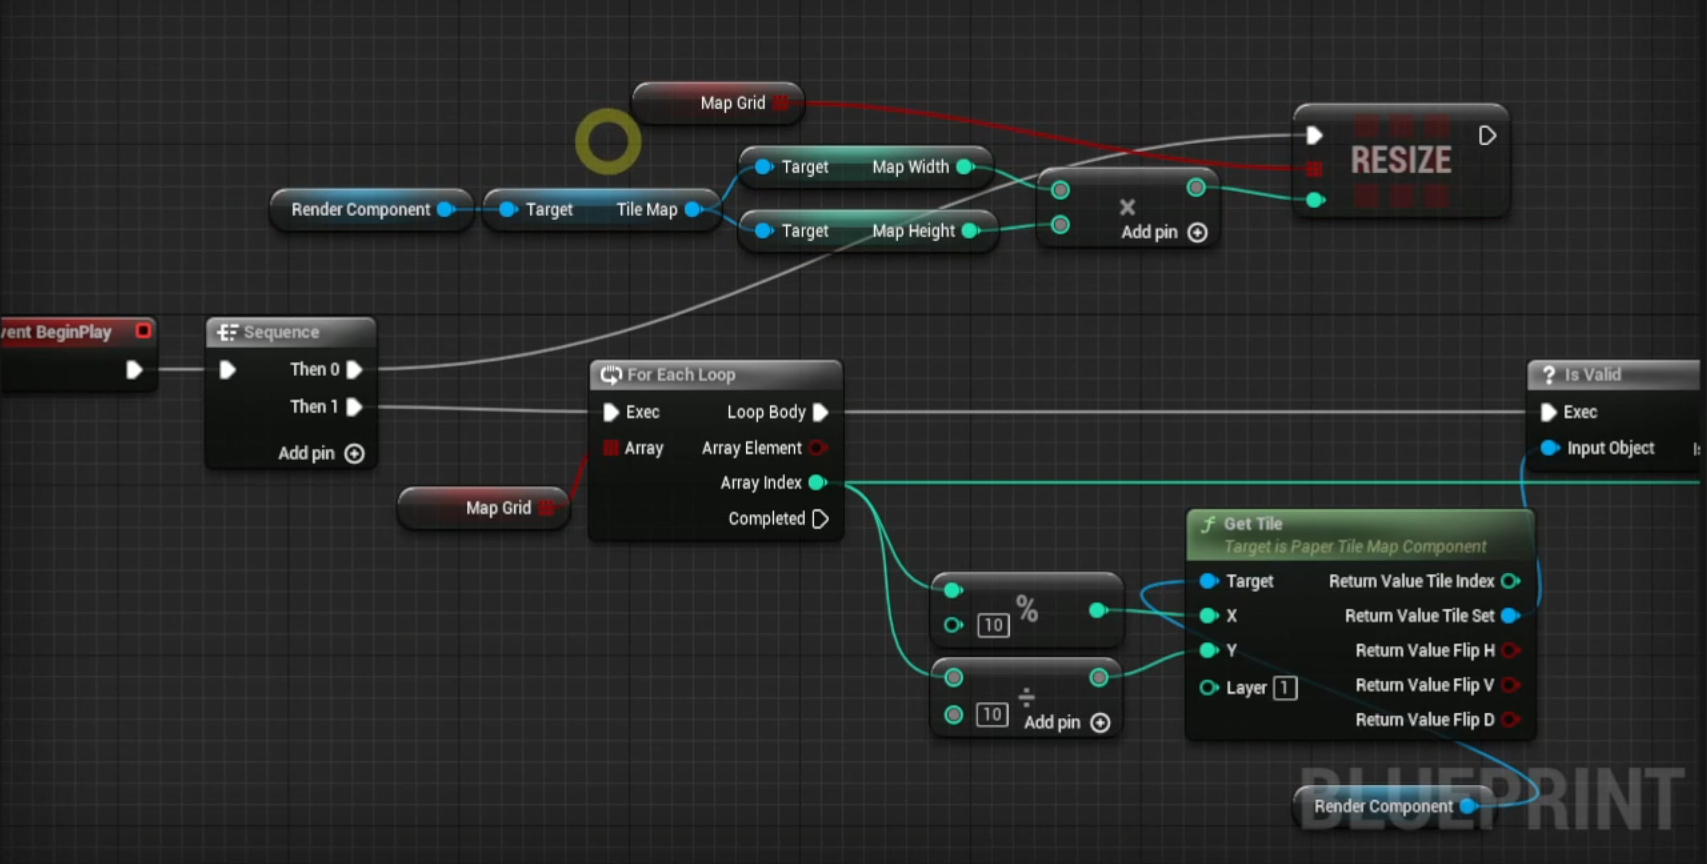 Map Grid
RESIZE
Target Map Width
Render Component
Target Tile Map
Target Map Height
×
Add pin
vent BeginPlay
Sequence
Then 0
Then 1
Add pin
For Each Loop
Exec Loop Body
Array Array Element
Array Index
Completed
Map Grid
? Is Valid
Exec
Input Object
%
10
÷
10 Add pin
f Get Tile
Target is Paper Tile Map Component
Target Return Value Tile Index
X Return Value Tile Set
Y Return Value Flip H
Layer 1 Return Value Flip V
Return Value Flip D
Render Component
BLUEPRINT